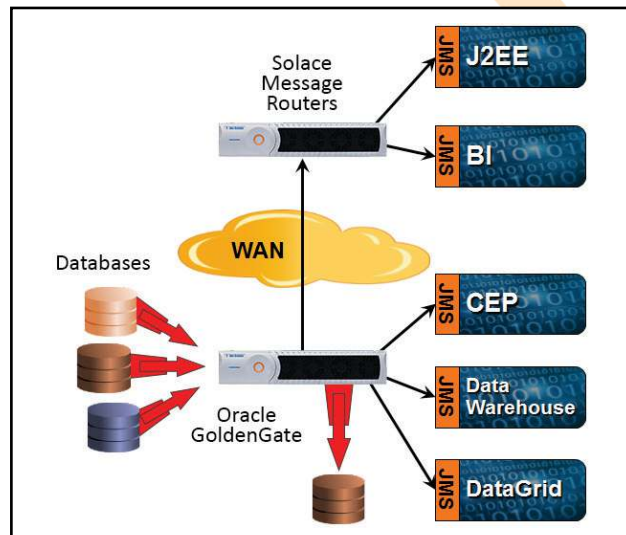 Solace
Message
Routers
JMS
J2EE
JMS
BI
WAN
Databases
Oracle
GoldenGate
JMS
CEP
JMS
Data
Warehouse
JMS
DataGrid